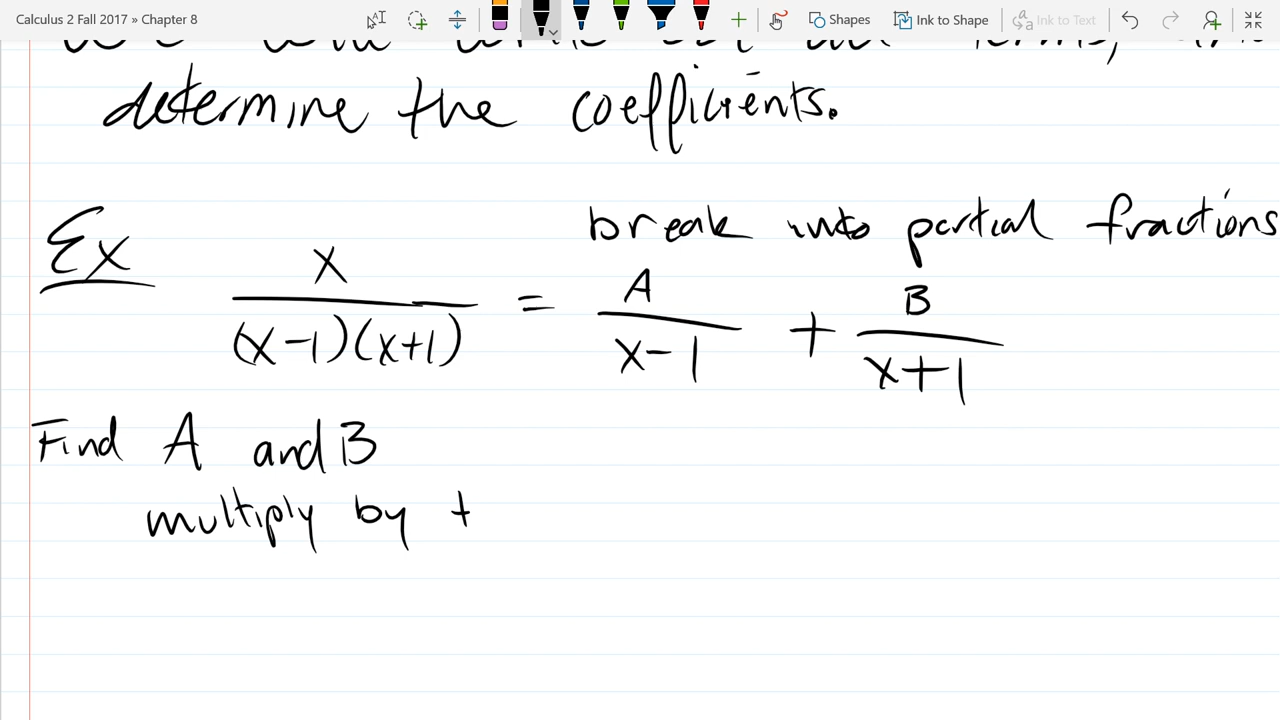 Calculus 2 Fall 2017 » Chapter 8
Shapes Ink to Shape Ink to Text
determine the coefficients.
break into partial fractions
Ex x/((x-1)(x+1)) = A/(x-1) + B/(x+1)
Find A and B
multiply by t